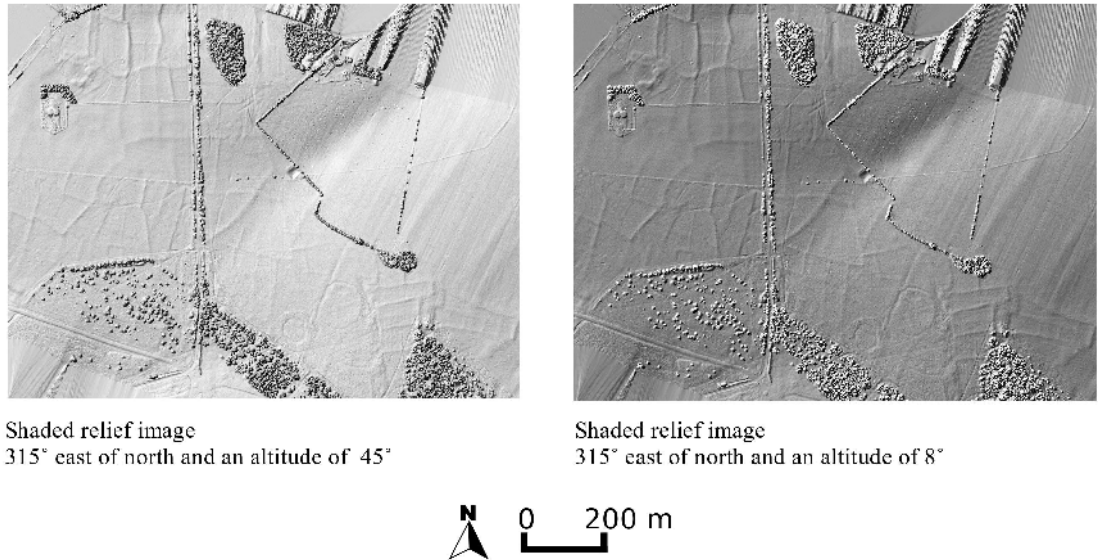 Shaded relief image
315° east of north and an altitude of 45°
Shaded relief image
315° east of north and an altitude of 8°
N
0 200 m